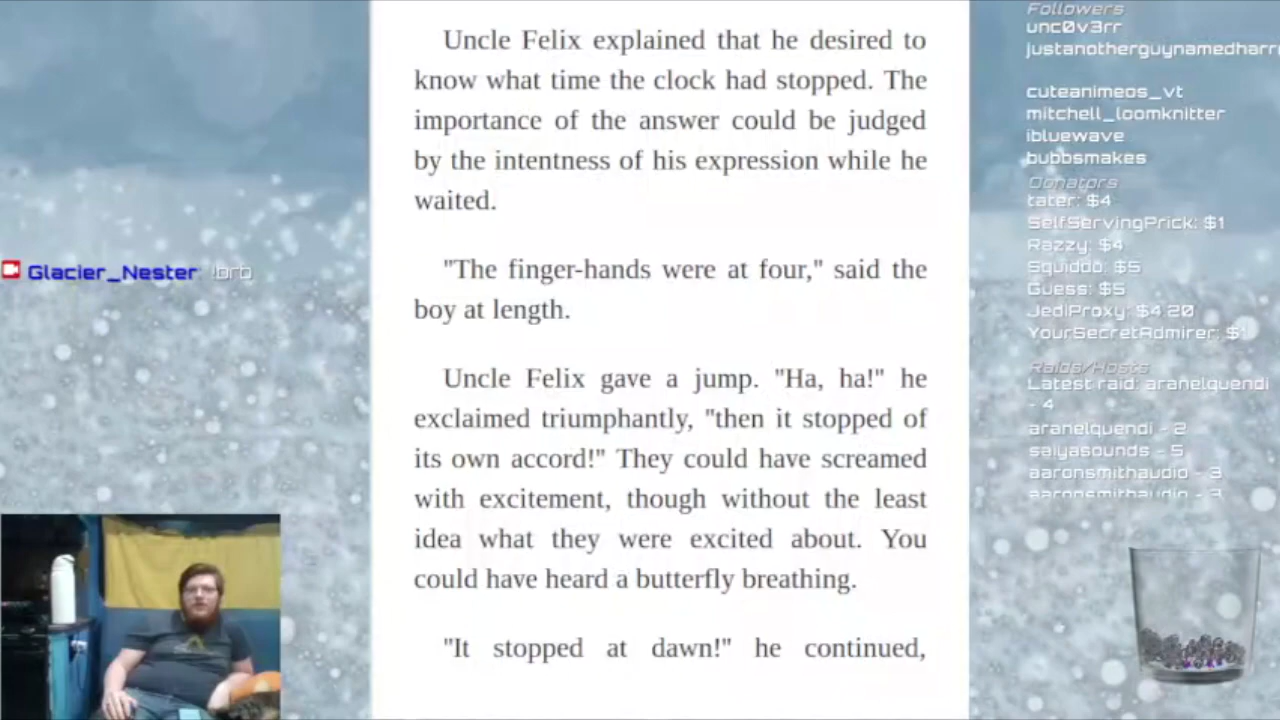 Uncle Felix explained that he desired to
know what time the clock had stopped. The
importance of the answer could be judged
by the intentness of his expression while he
waited.
"The finger-hands were at four," said the
boy at length.
Uncle Felix gave a jump. "Ha, ha!" he
exclaimed triumphantly, "then it stopped of
its own accord!" They could have screamed
with excitement, though without the least
idea what they were excited about. You
could have heard a butterfly breathing.
"It stopped at dawn!" he continued,
Glacier_Nester: !brb
Followers
unc0v3rr
justanotherguynamedharr
cuteanimeos_vt
mitchell_loomknitter
ibluewave
bubbsmakes
Donators
tater: $4
SelfServingPrick: $1
Razzy: $4
Squiddo: $5
Guess: $5
JediProxy: $4.20
YourSecretAdmirer: $
Raids/Hosts
Latest raid: aranelquendi
- 4
aranelquendi - 2
saiyasounds - 5
aaronsmithaudio - 3
aaronsmithaudio - 3